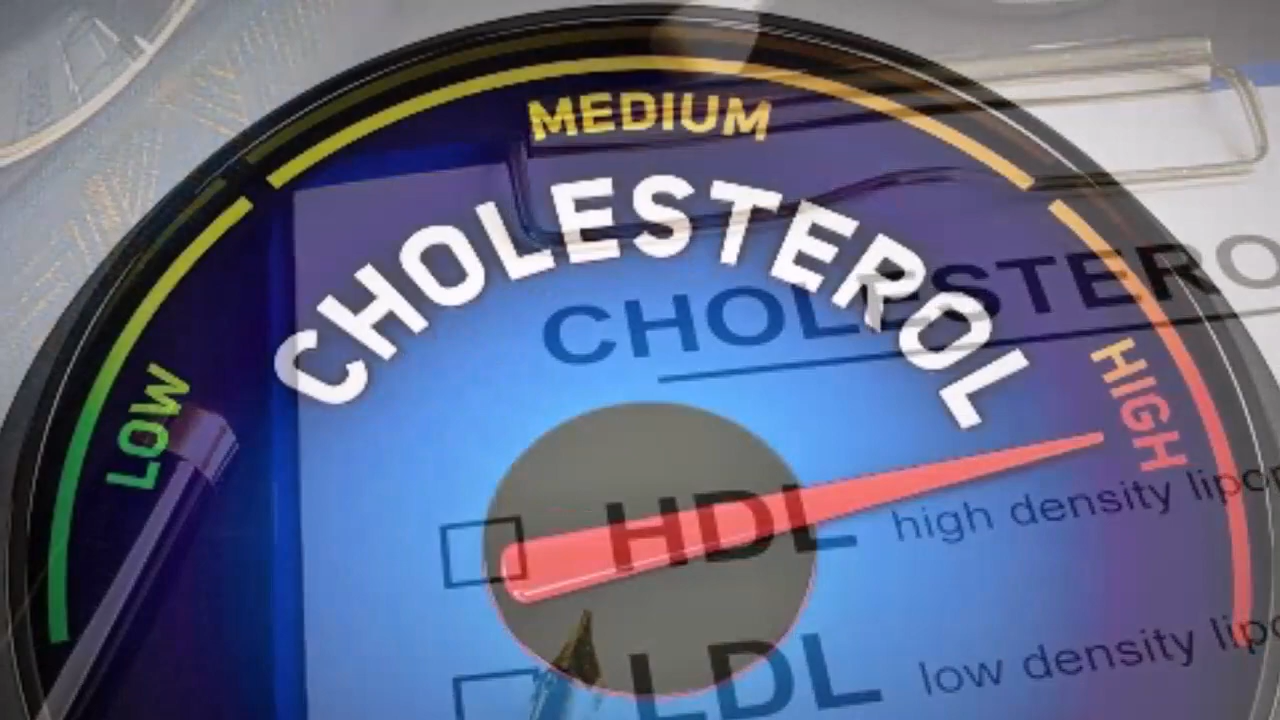 MEDIUM
CHOLESTEROL
CHOLESTERO
LOW
HIGH
HDL high density lipo
LDL low density lipo